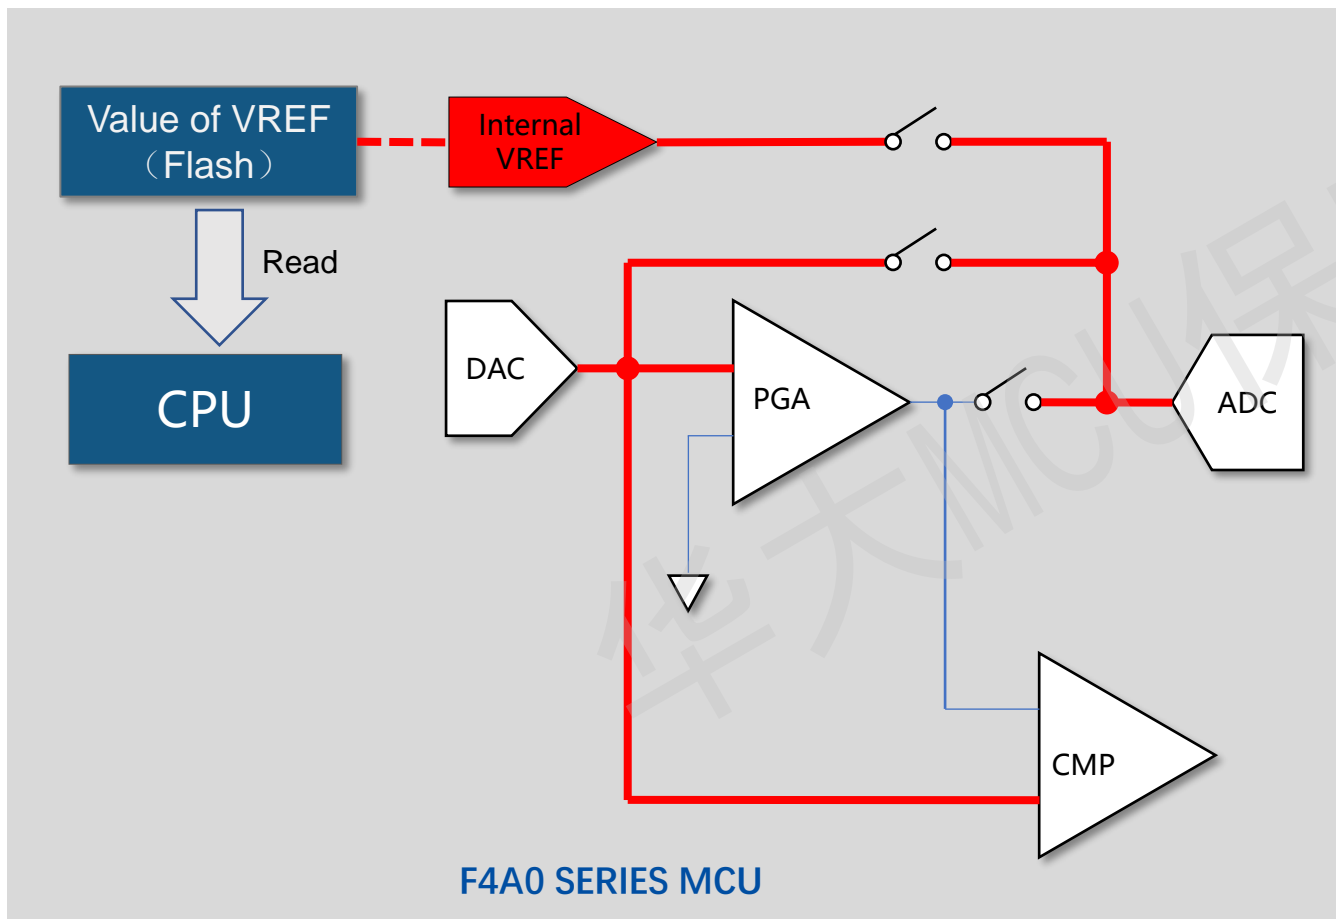 Value of VREF
（Flash）
Internal
VREF
Read
DAC
PGA
ADC
CPU
CMP
F4A0 SERIES MCU
华大MCU保